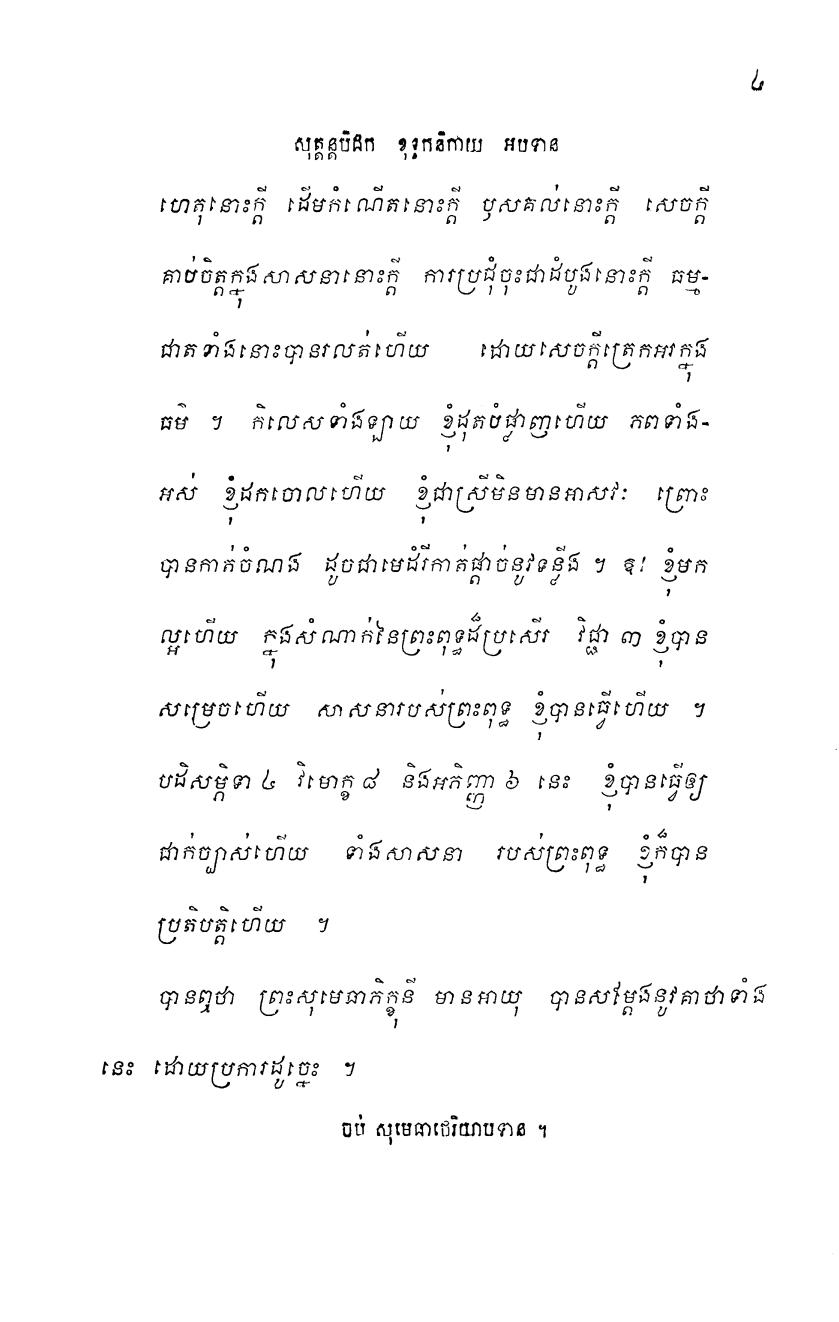 ៤
សុត្តន្តបិដក ខុទ្ទកនិកាយ អបទាន
ហេតុនោះក្តី ដើមកំណើតនោះក្តី ឫសគល់នោះក្តី សេចក្តី
គាប់ចិត្តក្នុងសាសនានោះក្តី ការប្រជុំចុះជាដំបូងនោះក្តី ធម្ម-
ជាតទាំងនោះបានរលត់ហើយ ដោយសេចក្តីត្រេកអរក្នុង
ធម៌ ។ កិលេសទាំងឡាយ ខ្ញុំដុតបំផ្លាញហើយ ភពទាំង-
អស់ ខ្ញុំដកចោលហើយ ខ្ញុំជាស្រីមិនមានអាសវៈ ព្រោះ
បានកាត់ចំណង ដូចជាមេដំរីកាត់ផ្តាច់នូវទន្លីង ។ ឱ! ខ្ញុំមក
ល្អហើយ ក្នុងសំណាក់នៃព្រះពុទ្ធដ៏ប្រសើរ វិជ្ជា ៣ ខ្ញុំបាន
សម្រេចហើយ សាសនារបស់ព្រះពុទ្ធ ខ្ញុំបានធ្វើហើយ ។
បដិសម្ភិទា ៤ វិមោក្ខ ៨ និងអភិញ្ញា ៦ នេះ ខ្ញុំបានធ្វើឲ្យ
ជាក់ច្បាស់ហើយ ទាំងសាសនា របស់ព្រះពុទ្ធ ខ្ញុំក៏បាន
ប្រតិបត្តិហើយ ។
បានឮថា ព្រះសុមេធាភិក្ខុនី មានអាយុ បានសម្តែងនូវគាថាទាំង
នេះ ដោយប្រការដូច្នេះ ។
ចប់ សុមេធាថេរិយាបទាន ។